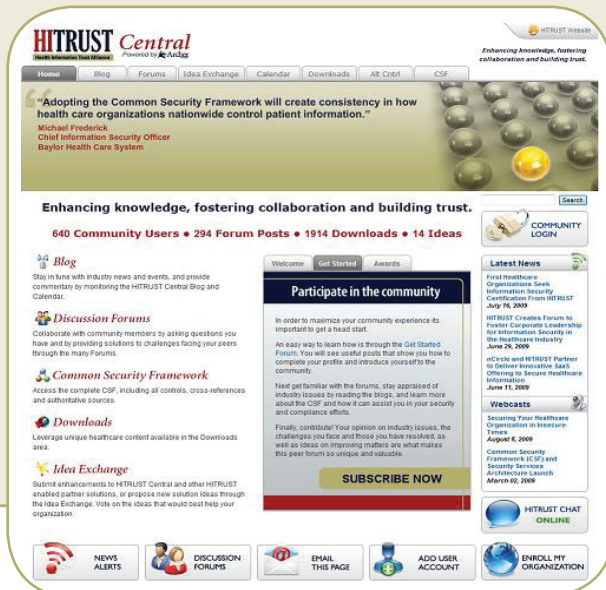 HITRUST Central
Health Information Trust Alliance
Powered by Archer
HITRUST Website
Enhancing knowledge, fostering
collaboration and building trust.
Home Blog Forums Idea Exchange Calendar Downloads Alt Cntrl CSF
“Adopting the Common Security Framework will create consistency in how
health care organizations nationwide control patient information.”
Michael Frederick
Chief Information Security Officer
Baylor Health Care System
Enhancing knowledge, fostering collaboration and building trust.
640 Community Users ● 294 Forum Posts ● 1914 Downloads ● 14 Ideas
Blog
Stay in tune with industry news and events, and provide
commentary by monitoring the HITRUST Central Blog and
Calendar.
Discussion Forums
Collaborate with community members by asking questions you
have and by providing solutions to challenges facing your peers
through the many Forums
Common Security Framework
Access the complete CSF, including all controls, cross-references
and authoritative sources.
Downloads
Leverage unique healthcare content available in the Downloads
area.
Idea Exchange
Submit enhancements to HITRUST Central and other HITRUST
enabled partner solutions, or propose new solution ideas through
the Idea Exchange. Vote on the ideas that would best help your
organization.
Welcome Get Started Awards
Participate in the community
In order to maximize your community experience its
important to get a head start.
An easy way to learn how is through the Get Started
Forum. You will see useful posts that show you how to
complete your profile and introduce yourself to the
community.
Next get familiar with the forums, stay appraised of
industry issues by reading the blogs, and learn more
about the CSF and how it can assist you in your security
and compliance efforts.
Finally, contribute! Your opinion on industry issues, the
challenges you face and those you have resolved, as
well as ideas on improving matters are what makes
this peer forum so unique and valuable.
SUBSCRIBE NOW
Search
COMMUNITY
LOGIN
Latest News
First Healthcare
Organizations Seek
Information Security
Certification From HITRUST
July 16, 2009
HITRUST Creates Forum to
Foster Corporate Leadership
for Information Security in
the Healthcare Industry
June 29, 2009
nCircle and HITRUST Partner
to Deliver Innovative SaaS
Offering to Secure Healthcare
Information
June 11, 2009
Webcasts
Securing Your Healthcare
Organization in Insecure
Times
August 5, 2009
Common Security
Framework (CSF) and
Security Services
Architecture Launch
March 02, 2009
HITRUST CHAT
ONLINE
NEWS
ALERTS
DISCUSSION
FORUMS
EMAIL
THIS PAGE
ADD USER
ACCOUNT
ENROLL MY
ORGANIZATION